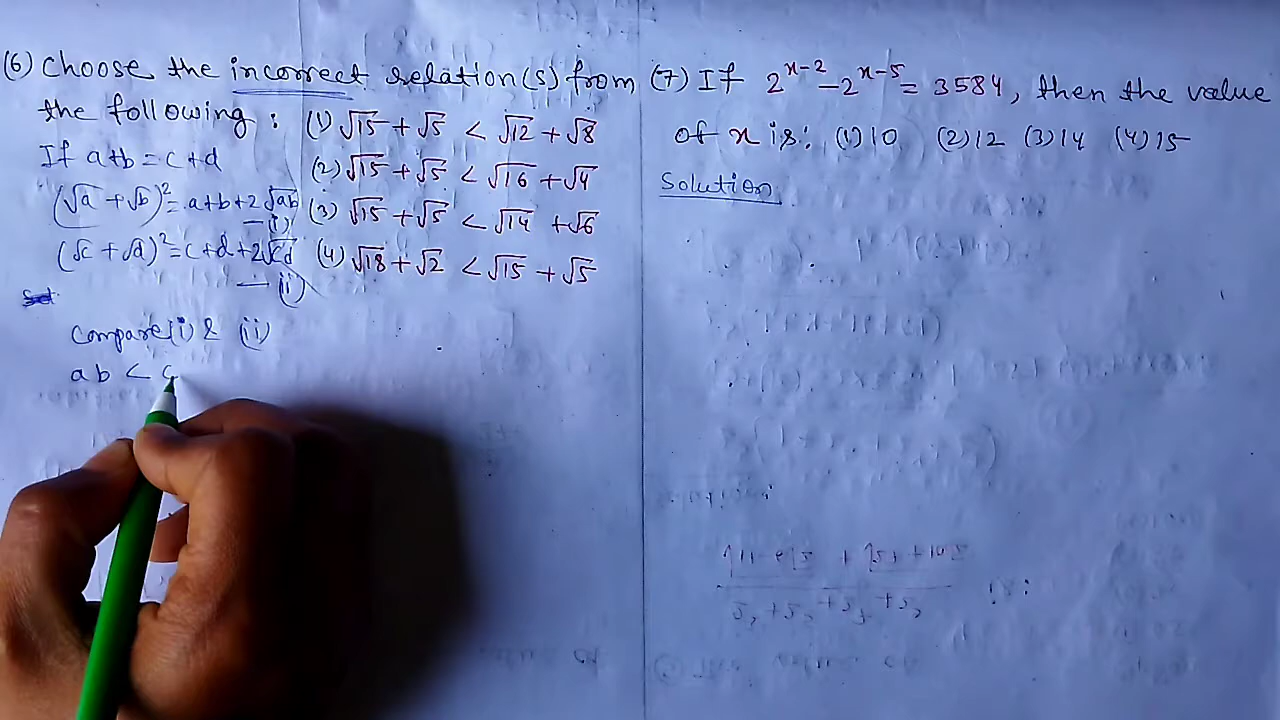 (6) Choose the incorrect relation(s) from
the following : (1) √15 + √5 < √12 + √8
If a+b = c+d
(2) √15 + √5 < √16 + √4
(√a + √b)² = a+b+2√ab
— (i)
(3) √15 + √5 < √14 + √6
(√c + √d)² = c+d+2√cd
— (ii)
(4) √18 + √2 < √15 + √5
Compare (i) & (ii)
ab < c
(7) If 2^(x-2) - 2^(x-5) = 3584, then the value
of x is : (1) 10 (2) 12 (3) 14 (4) 15
Solution